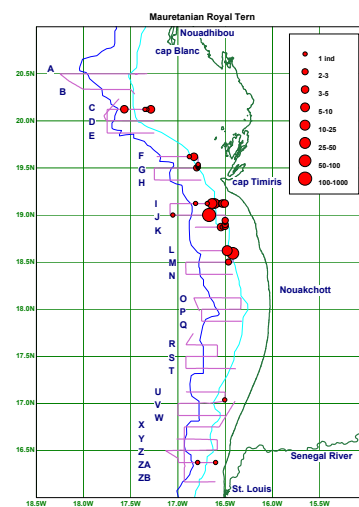 Mauretanian Royal Tern
Nouadhibou
cap Blanc
1 ind
2-3
3-5
5-10
10-25
25-50
50-100
100-1000
A
B
C
D
E
F
G
H
cap Timiris
I
J
K
L
M
N
Nouakchott
O
P
Q
R
S
T
U
V
W
X
Y
Z
ZA
ZB
Senegal River
St. Louis
20.5N
20.0N
19.5N
19.0N
18.5N
18.0N
17.5N
17.0N
16.5N
18.5W 18.0W 17.5W 17.0W 16.5W 16.0W 15.5W